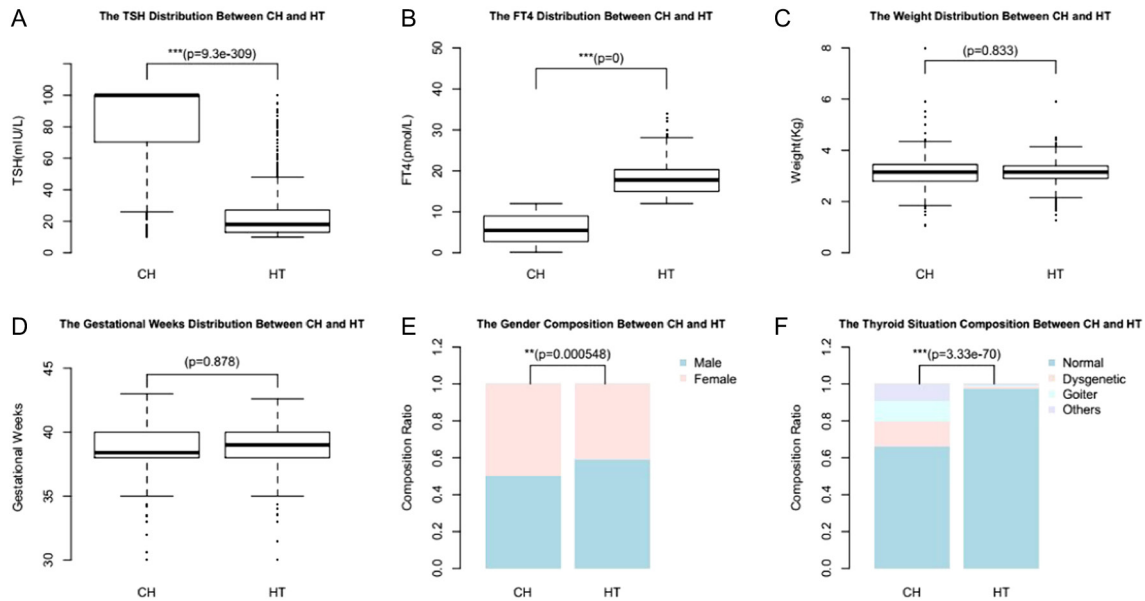 A
The TSH Distribution Between CH and HT
***(p=9.3e-309)
TSH(mIU/L)
100
80
60
40
20
0
CH
HT
B
The FT4 Distribution Between CH and HT
***(p=0)
FT4(pmol/L)
50
40
30
20
10
0
CH
HT
C
The Weight Distribution Between CH and HT
(p=0.833)
Weight(Kg)
8
6
4
2
0
CH
HT
D
The Gestational Weeks Distribution Between CH and HT
(p=0.878)
Gestational Weeks
45
40
35
30
CH
HT
E
The Gender Composition Between CH and HT
**(p=0.000548)
Male
Female
Composition Ratio
1.2
1.0
0.8
0.6
0.4
0.2
0.0
CH
HT
F
The Thyroid Situation Composition Between CH and HT
***(p=3.33e-70)
Normal
Dysgenetic
Goiter
Others
Composition Ratio
1.2
1.0
0.8
0.6
0.4
0.2
0.0
CH
HT